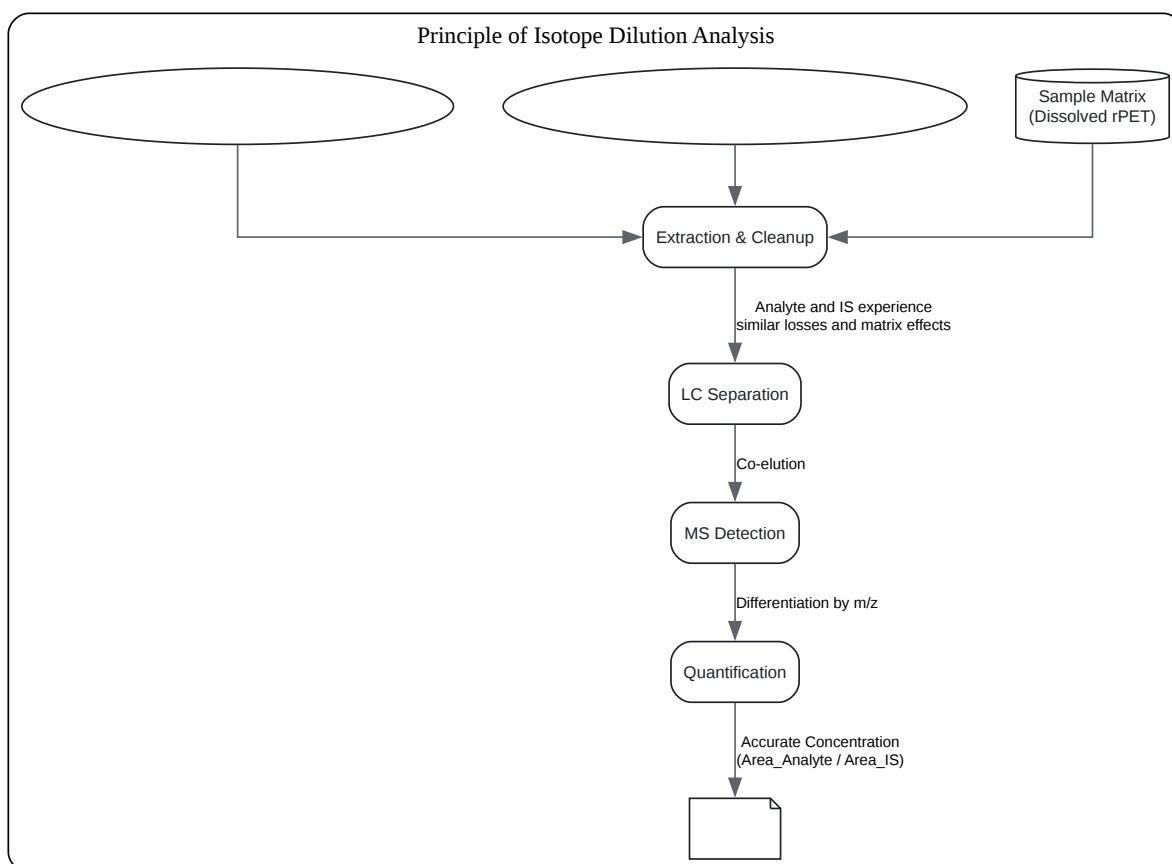 Principle of Isotope Dilution Analysis
Sample Matrix
(Dissolved rPET)
Extraction & Cleanup
Analyte and IS experience
similar losses and matrix effects
LC Separation
Co-elution
MS Detection
Differentiation by m/z
Quantification
Accurate Concentration
(Area_Analyte / Area_IS)